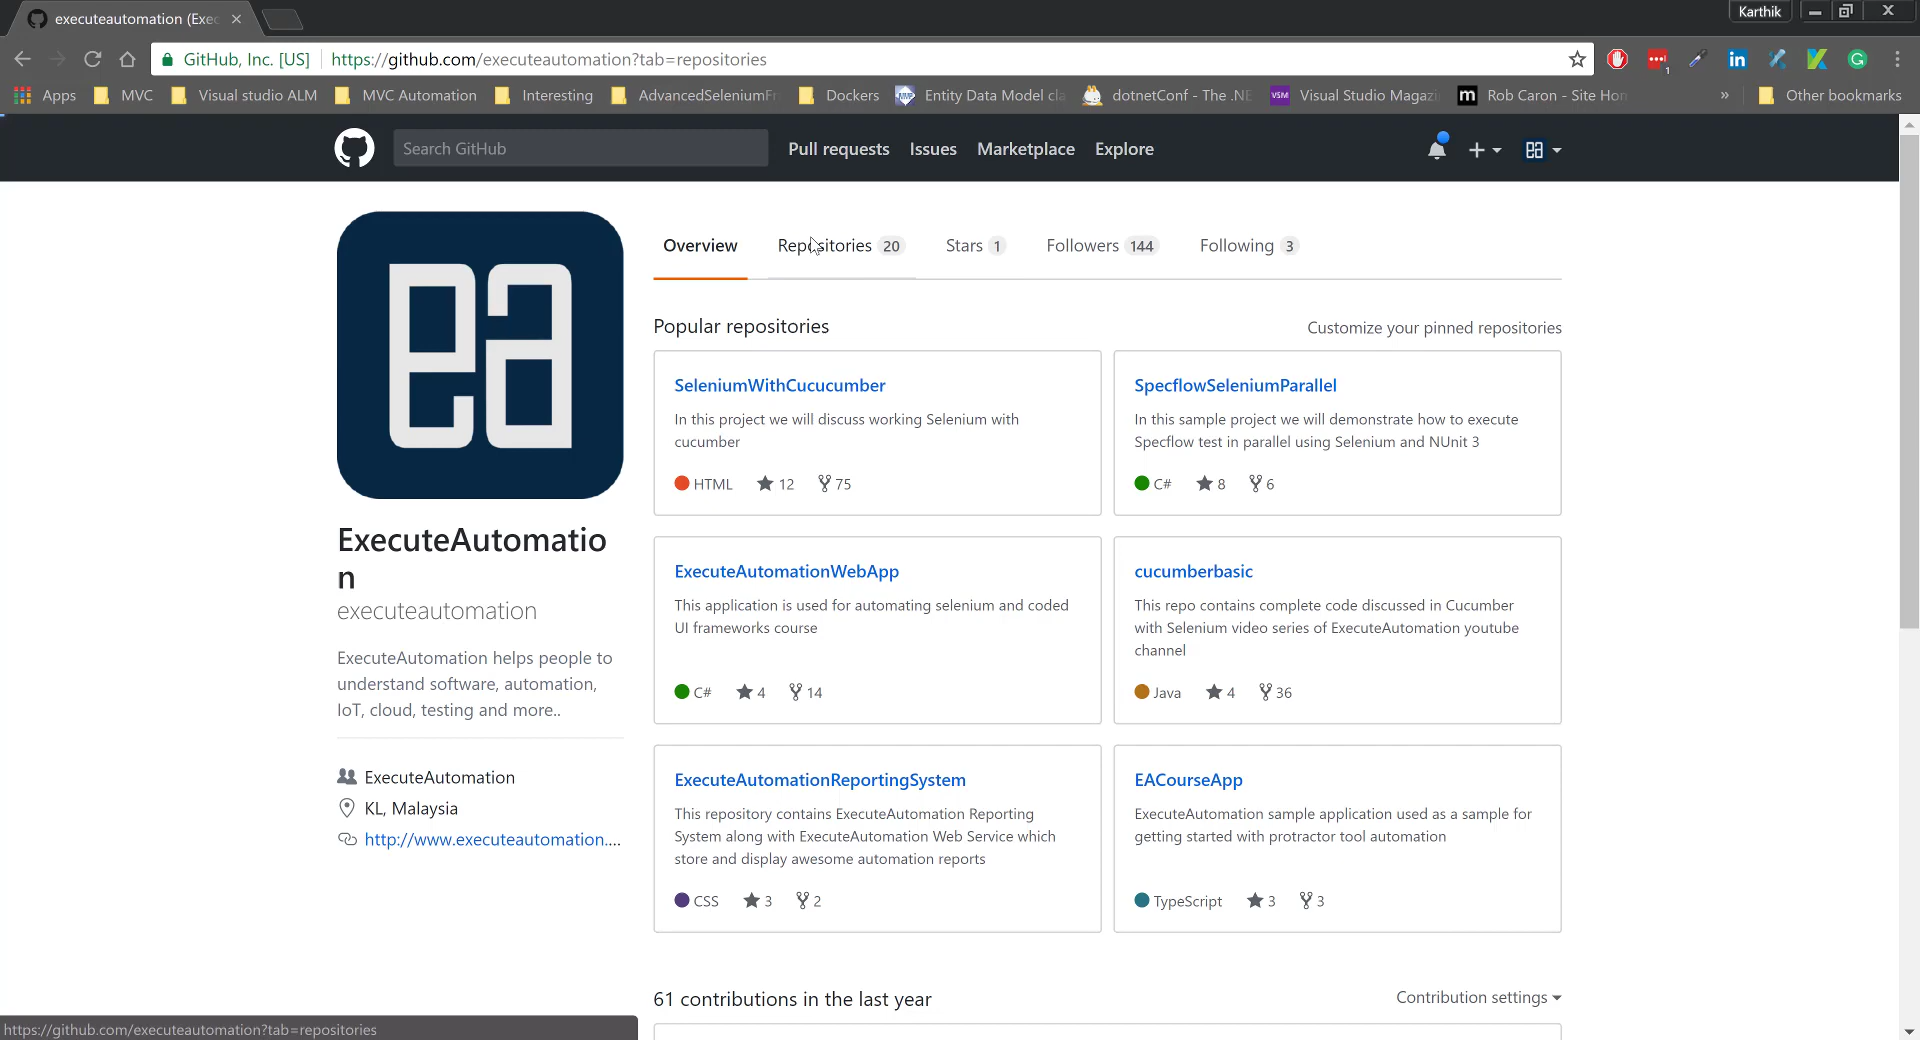 executeautomation (Exec
Karthik
GitHub, Inc. [US]
https://github.com/executeautomation?tab=repositories
1
Apps
MVC
Visual studio ALM
MVC Automation
Interesting
AdvancedSeleniumFr
Dockers
Entity Data Model cla
dotnetConf - The .NE
VSM
Visual Studio Magazi
m
Rob Caron - Site Hom
»
Other bookmarks
Search GitHub
Pull requests
Issues
Marketplace
Explore
ea
Overview
Repositories 20
Stars 1
Followers 144
Following 3
Popular repositories
Customize your pinned repositories
SeleniumWithCucucumber
In this project we will discuss working Selenium with
cucumber
HTML 12 75
SpecflowSeleniumParallel
In this sample project we will demonstrate how to execute
Specflow test in parallel using Selenium and NUnit 3
C# 8 6
ExecuteAutomatio
n
executeautomation
ExecuteAutomation helps people to
understand software, automation,
IoT, cloud, testing and more..
ExecuteAutomation
KL, Malaysia
http://www.executeautomation....
ExecuteAutomationWebApp
This application is used for automating selenium and coded
UI frameworks course
C# 4 14
cucumberbasic
This repo contains complete code discussed in Cucumber
with Selenium video series of ExecuteAutomation youtube
channel
Java 4 36
ExecuteAutomationReportingSystem
This repository contains ExecuteAutomation Reporting
System along with ExecuteAutomation Web Service which
store and display awesome automation reports
CSS 3 2
EACourseApp
ExecuteAutomation sample application used as a sample for
getting started with protractor tool automation
TypeScript 3 3
61 contributions in the last year
Contribution settings
https://github.com/executeautomation?tab=repositories